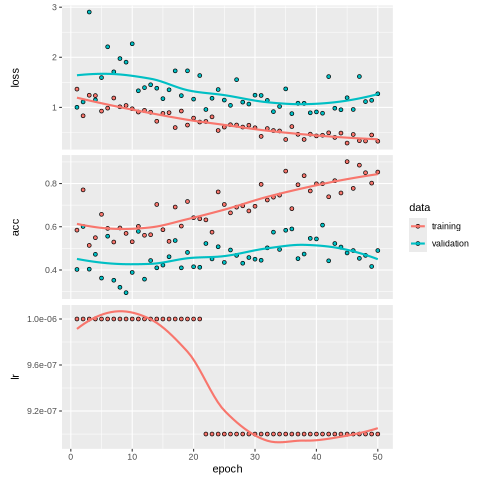 loss
3
2
1
acc
0.8
0.6
0.4
lr
1.0e-06
9.6e-07
9.2e-07
0 10 20 30 40 50
epoch
data
training
validation